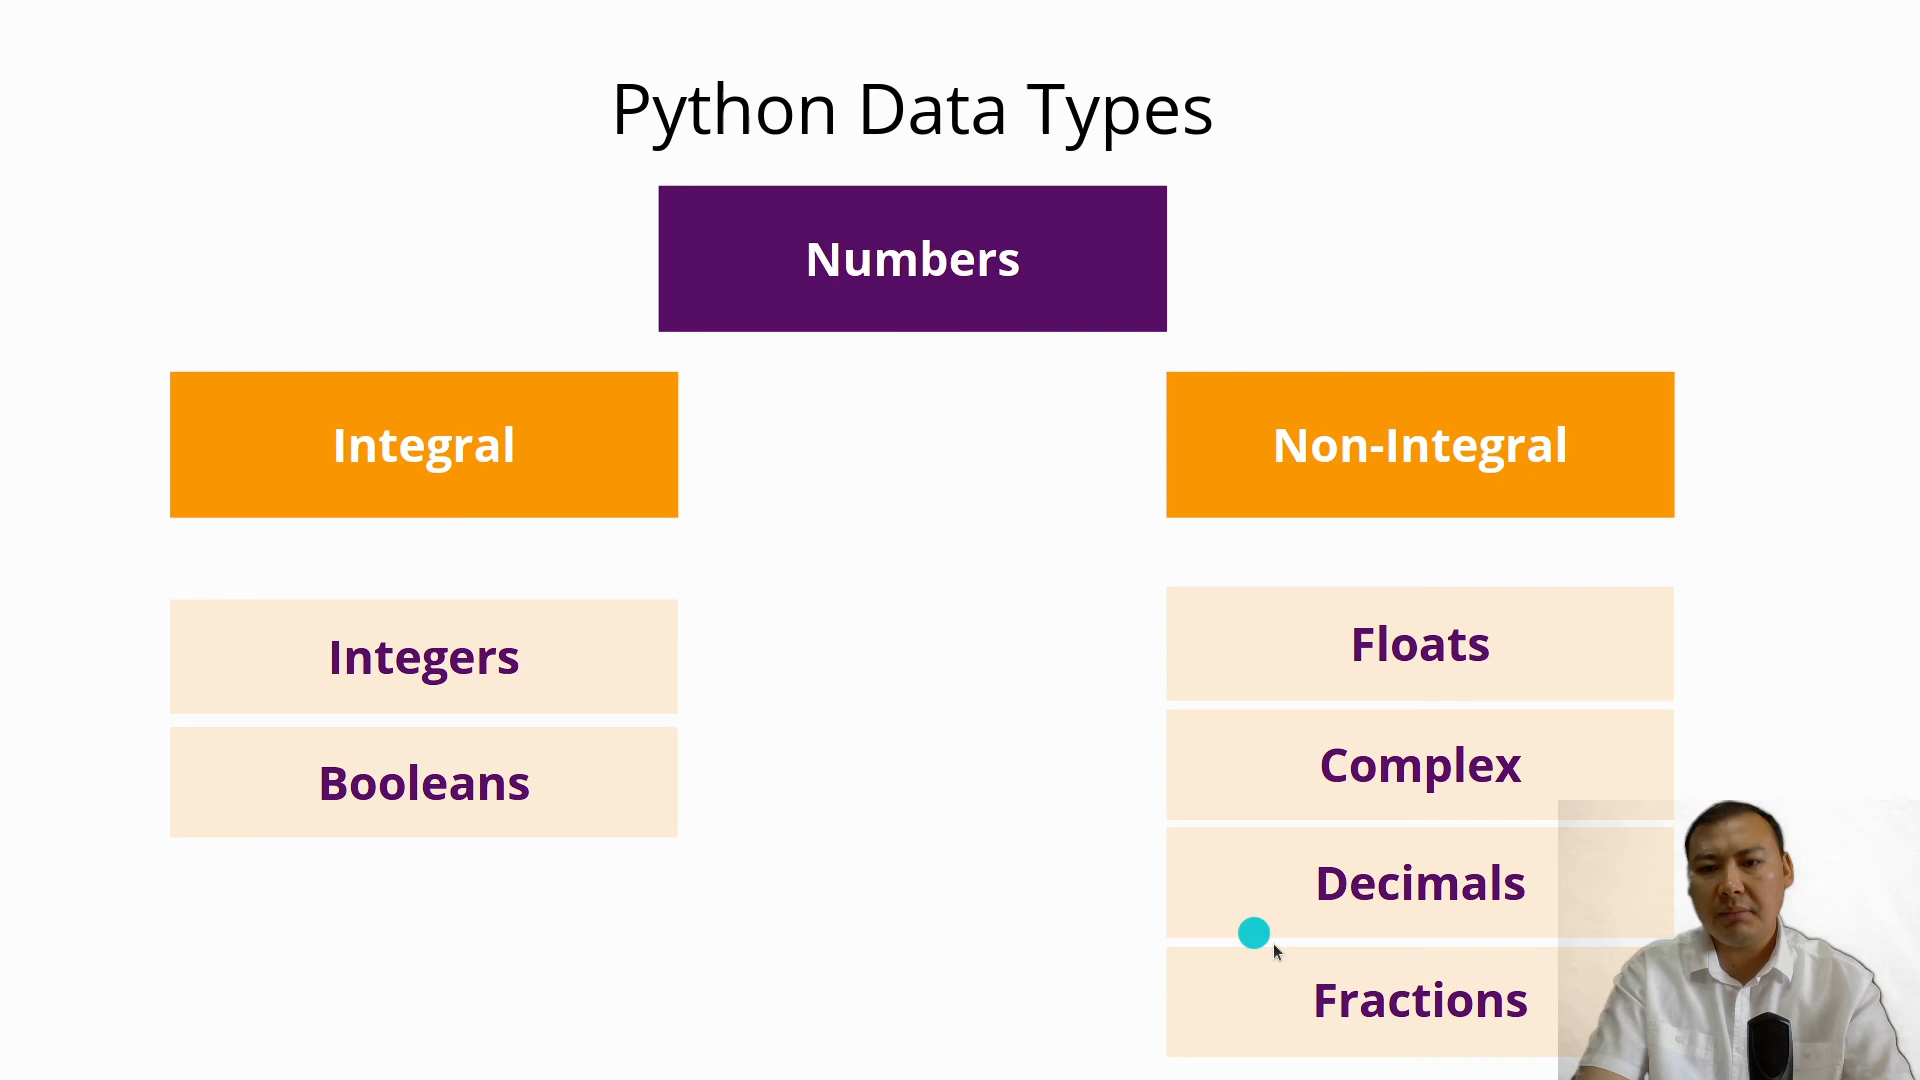 Python Data Types
Numbers
Integral
Non-Integral
Integers
Booleans
Floats
Complex
Decimals
Fractions